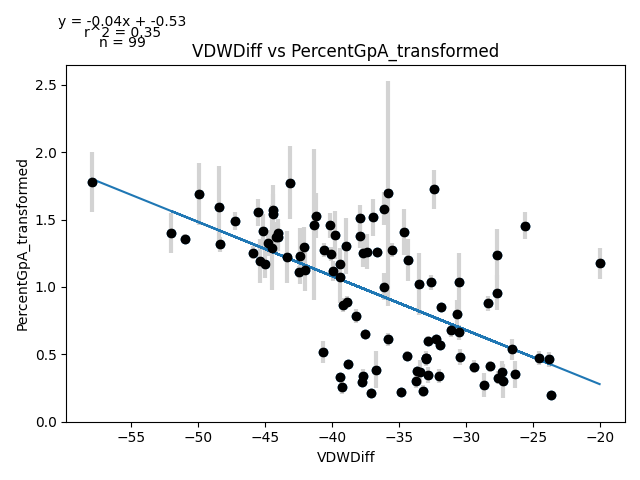 y = -0.04x + -0.53
r^2 = 0.35
n = 99
VDWDiff vs PercentGpA_transformed
PercentGpA_transformed
2.5
2.0
1.5
1.0
0.5
0.0
−55
−50
−45
−40
−35
−30
−25
−20
VDWDiff